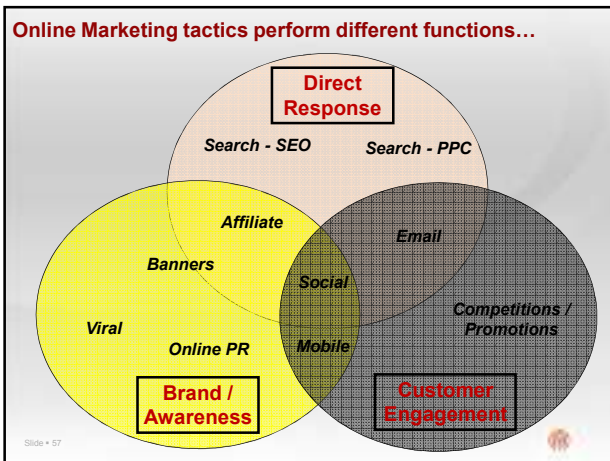 Online Marketing tactics perform different functions…
Direct
Response
Search - SEO
Search - PPC
Affiliate
Email
Banners
Social
Competitions /
Promotions
Viral
Online PR
Mobile
Brand /
Awareness
Customer
Engagement
Slide • 57